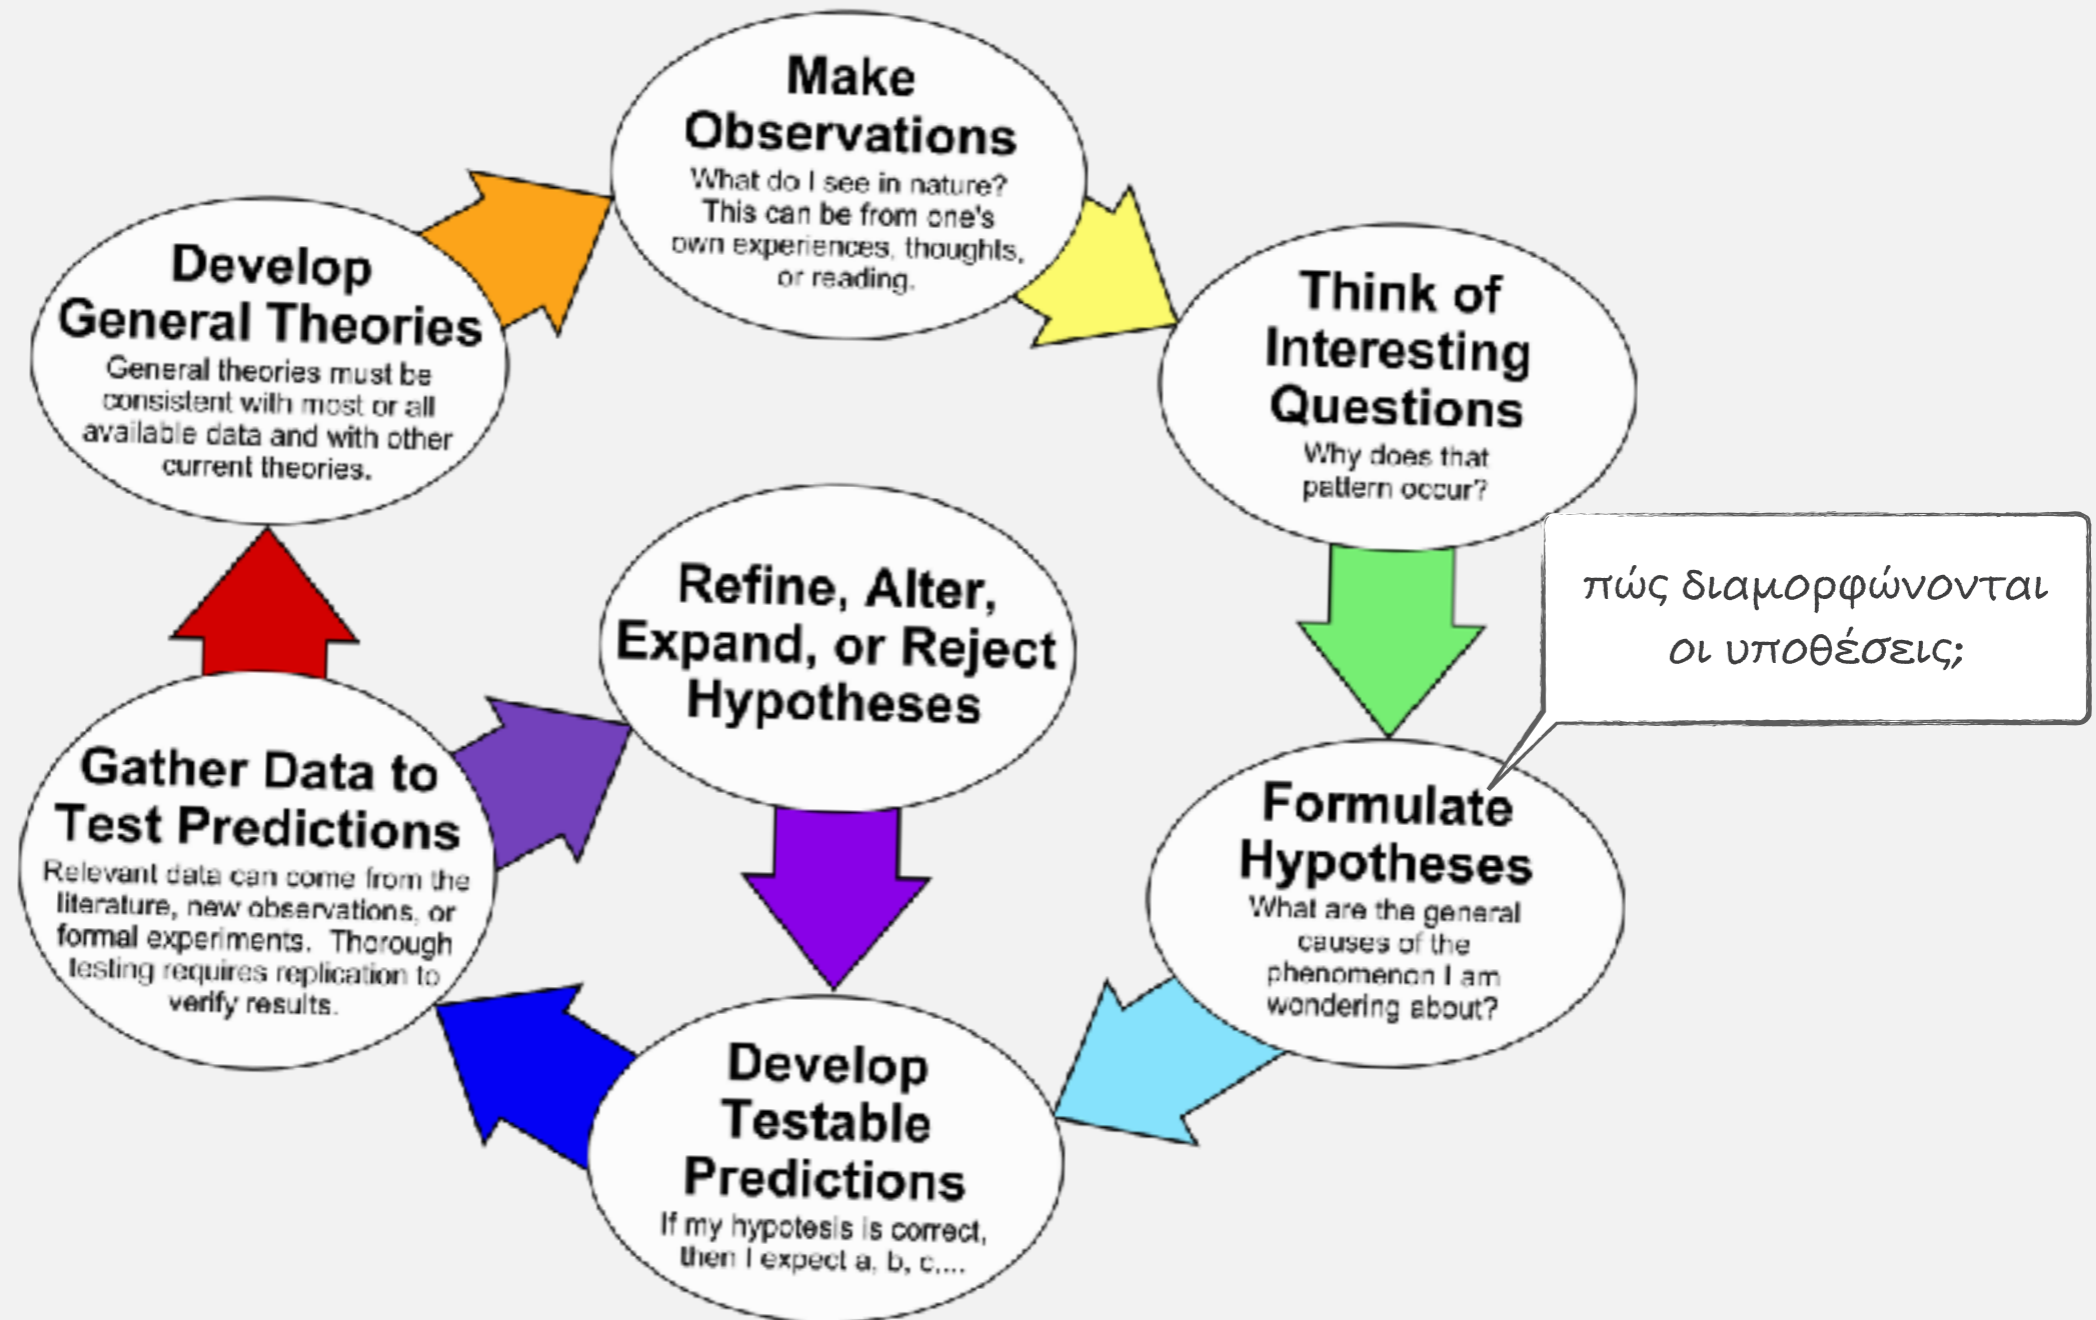 Make
Observations
What do I see in nature?
This can be from one's
own experiences, thoughts,
or reading.
Think of
Interesting
Questions
Why does that
pattern occur?
πώς διαμορφώνονται
οι υποθέσεις;
Formulate
Hypotheses
What are the general
causes of the
phenomenon I am
wondering about?
Develop
Testable
Predictions
If my hypotesis is correct,
then I expect a, b, c,...
Gather Data to
Test Predictions
Relevant data can come from the
literature, new observations, or
formal experiments. Thorough
testing requires replication to
verify results.
Refine, Alter,
Expand, or Reject
Hypotheses
Develop
General Theories
General theories must be
consistent with most or all
available data and with other
current theories.